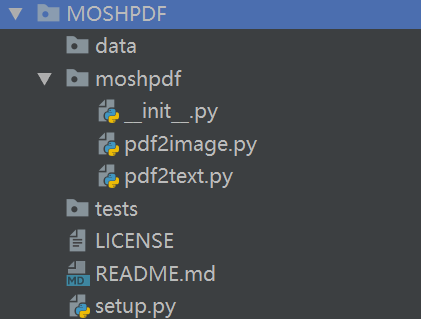 MOSHPDF
data
moshpdf
__init__.py
pdf2image.py
pdf2text.py
tests
LICENSE
MD README.md
setup.py